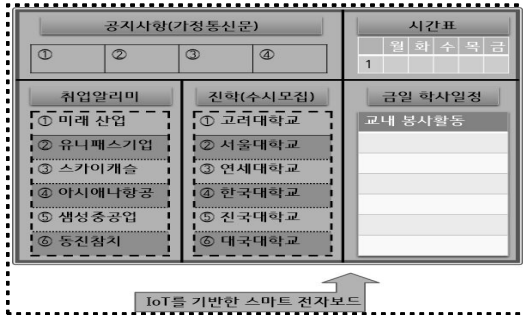 공지사항(가정통신문)
① ② ③ ④
시간표
월 화 수 목 금
1
취업알리미
① 미래 산업
② 유니패스기업
③ 스카이캐슬
④ 아시애나항공
⑤ 샘성중공업
⑥ 동진참치
진학(수시모집)
① 고려대학교
② 서울대학교
③ 연세대학교
④ 한국대학교
⑤ 진국대학교
⑥ 대국대학교
금일 학사일정
교내 봉사활동
IoT를 기반한 스마트 전자보드